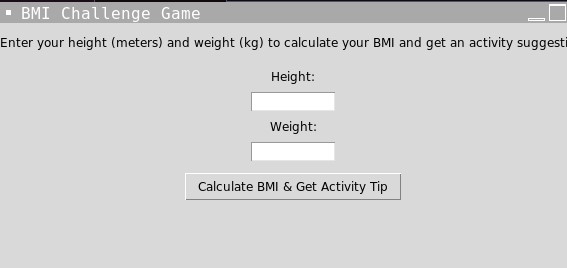 BMI Challenge Game
Enter your height (meters) and weight (kg) to calculate your BMI and get an activity suggesti
Height:
Weight:
Calculate BMI & Get Activity Tip